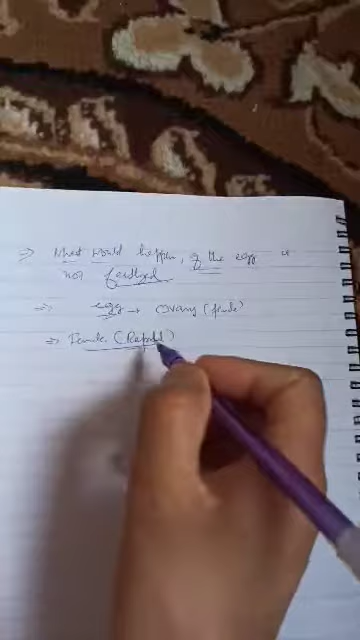 ⇒ What would happen, if the egg is
not fertilized
⇒ egg → ovary (female)
⇒ Female (